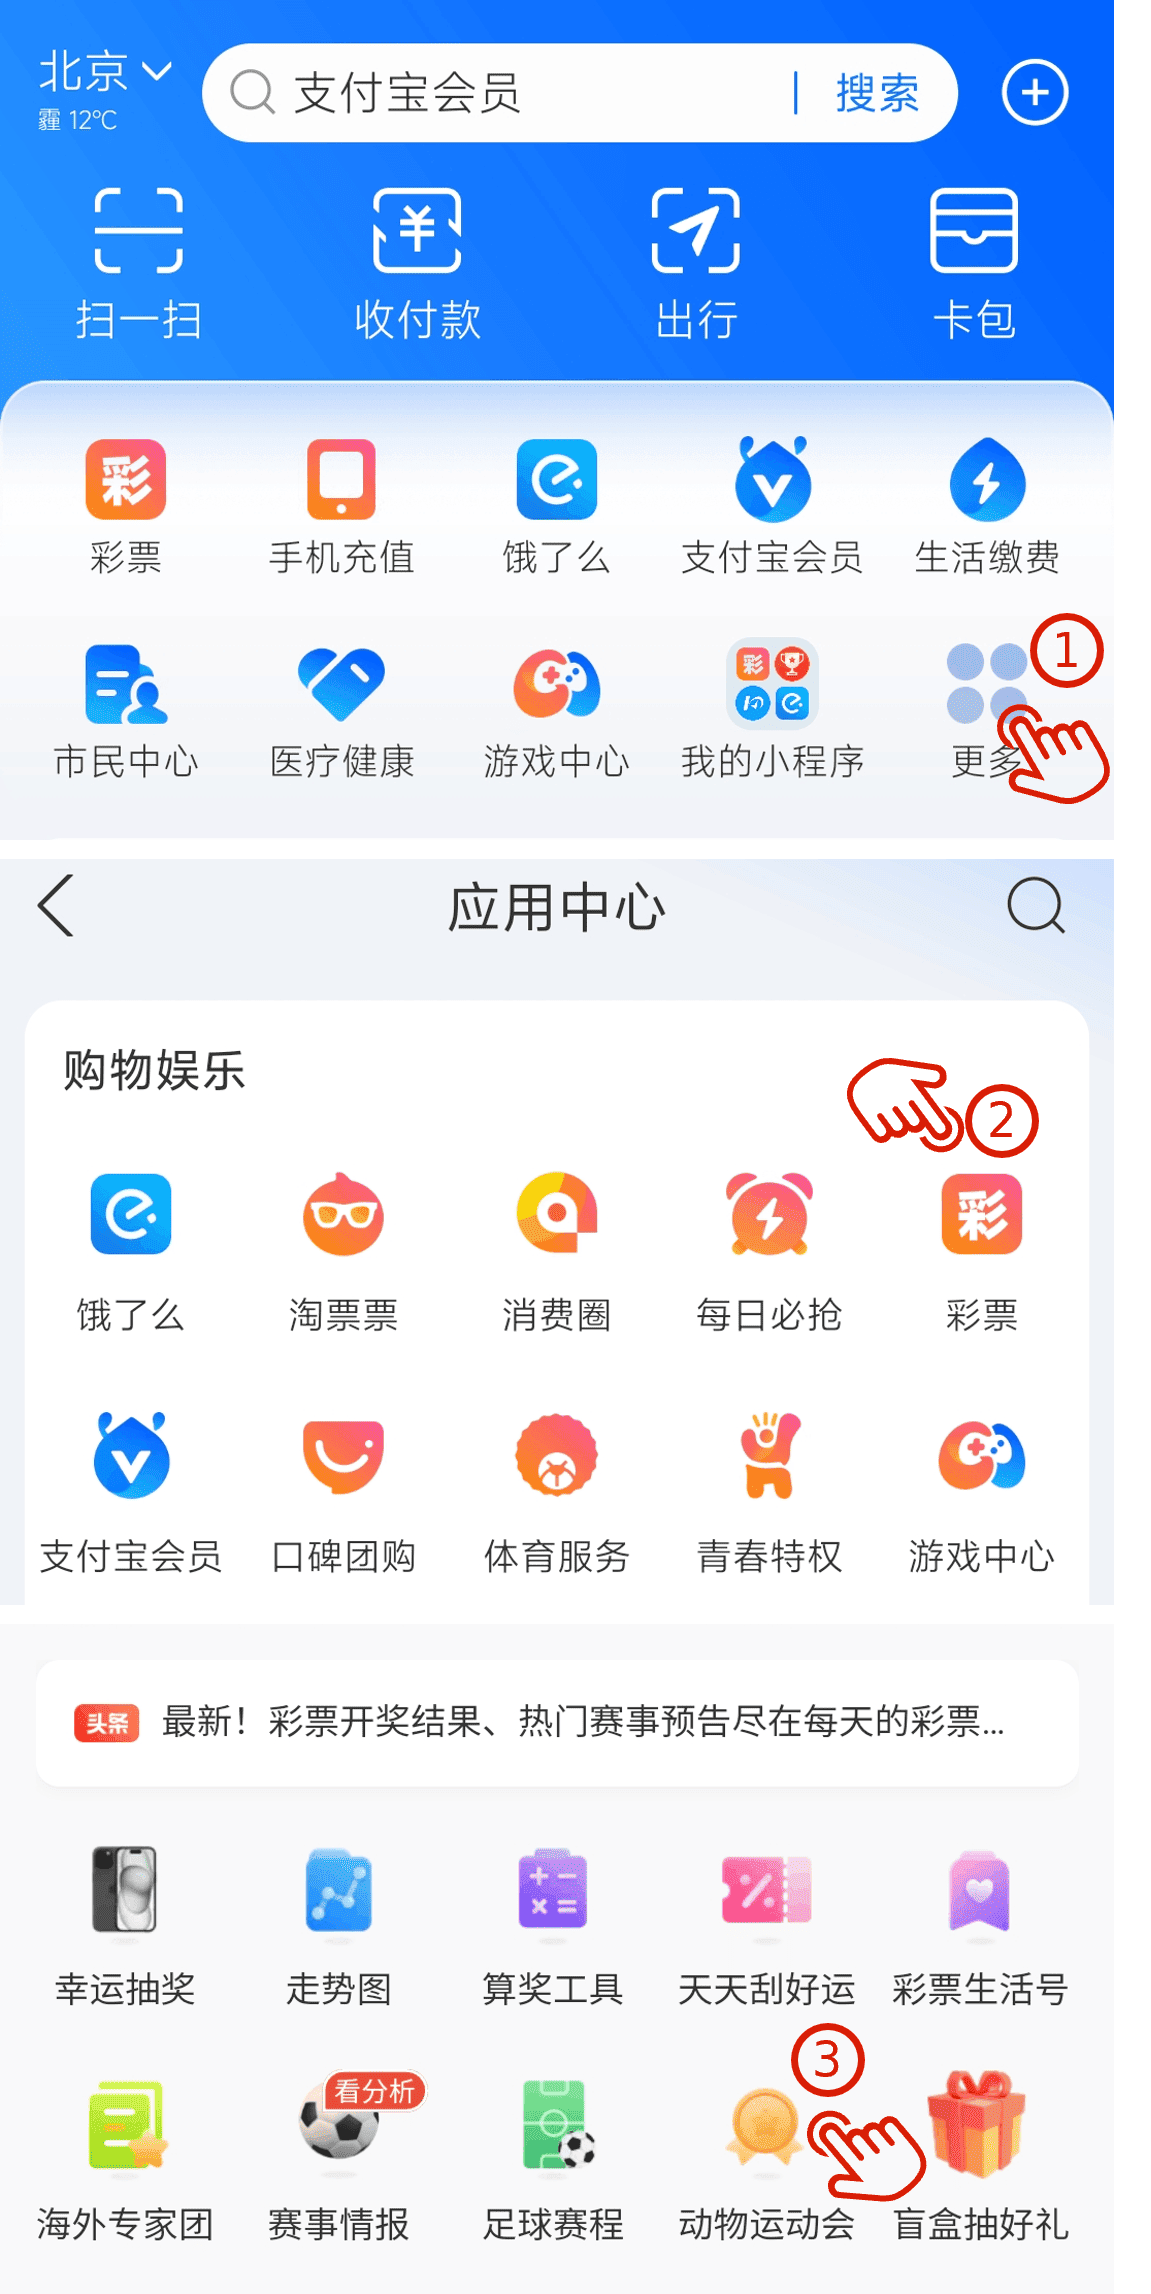 北京
霾 12°C
支付宝会员
搜索
扫一扫 收付款 出行 卡包
彩
彩票 手机充值 饿了么 支付宝会员 生活缴费
彩
1
市民中心 医疗健康 游戏中心 我的小程序 更多
应用中心
购物娱乐
2
彩
饿了么 淘票票 消费圈 每日必抢 彩票
支付宝会员 口碑团购 体育服务 青春特权 游戏中心
头条 最新！彩票开奖结果、热门赛事预告尽在每天的彩票...
幸运抽奖 走势图 算奖工具 天天刮好运 彩票生活号
3
看分析
海外专家团 赛事情报 足球赛程 动物运动会 盲盒抽好礼